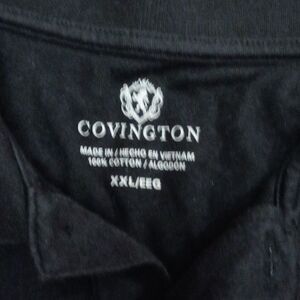 COVINGTON
MADE IN / HECHO EN VIETNAM
100% COTTON / ALGODON
XXL/EEG